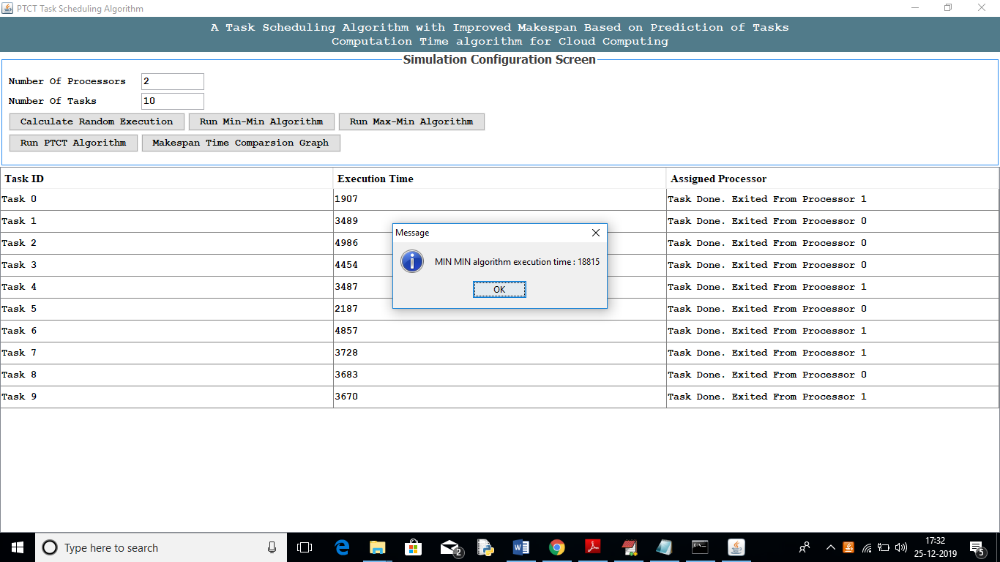 PTCT Task Scheduling Algorithm
A Task Scheduling Algorithm with Improved Makespan Based on Prediction of Tasks
Computation Time algorithm for Cloud Computing
Simulation Configuration Screen
Number Of Processors 2
Number Of Tasks 10
Calculate Random Execution Run Min-Min Algorithm Run Max-Min Algorithm
Run PTCT Algorithm Makespan Time Comparsion Graph
Task ID Execution Time Assigned Processor
Task 0 1907 Task Done. Exited From Processor 1
Task 1 3489 Task Done. Exited From Processor 0
Task 2 4986 Task Done. Exited From Processor 0
Task 3 4454 Task Done. Exited From Processor 0
Task 4 3487 Task Done. Exited From Processor 1
Task 5 2187 Task Done. Exited From Processor 0
Task 6 4857 Task Done. Exited From Processor 1
Task 7 3728 Task Done. Exited From Processor 1
Task 8 3683 Task Done. Exited From Processor 0
Task 9 3670 Task Done. Exited From Processor 1
Message
MIN MIN algorithm execution time : 18815
OK
Type here to search
2
17:32
25-12-2019
5